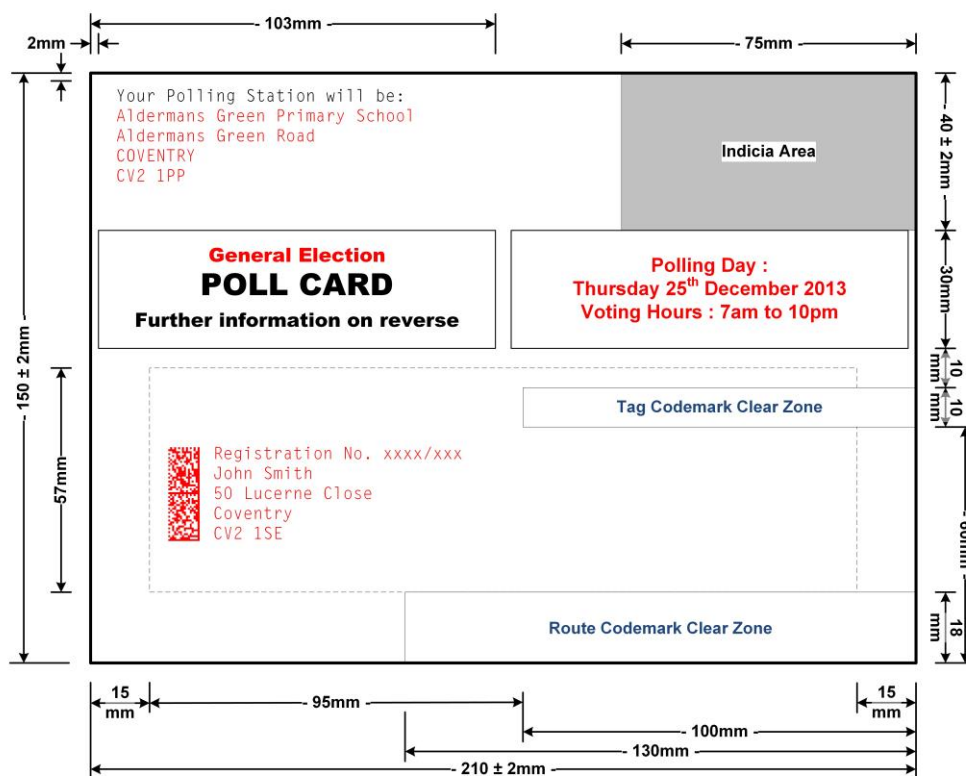 - 103mm -
2mm
- 75mm -
Your Polling Station will be:
Aldermans Green Primary School
Aldermans Green Road
COVENTRY
CV2 1PP
Indicia Area
- 40 ± 2mm -
General Election
POLL CARD
Further information on reverse
Polling Day :
Thursday 25th December 2013
Voting Hours : 7am to 10pm
30mm
- 150 ± 2mm -
10
mm
Tag Codemark Clear Zone
10
mm
57mm
Registration No. xxxx/xxx
John Smith
50 Lucerne Close
Coventry
CV2 1SE
Route Codemark Clear Zone
18
mm
15
mm
- 95mm -
15
mm
- 100mm -
- 130mm -
- 210 ± 2mm -